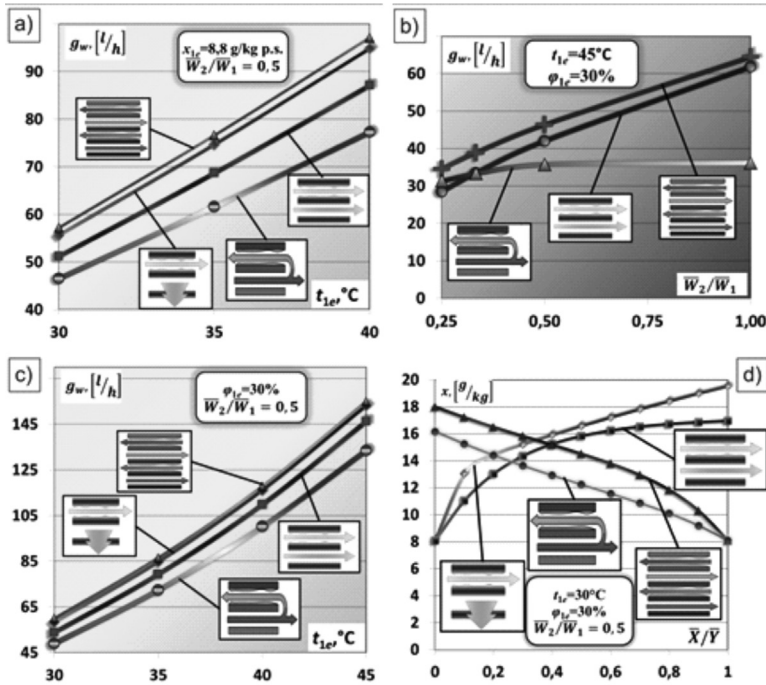 a)
g_w, [l/h]
x_1e=8,8 g/kg p.s.
W̅_2/W̅_1 = 0,5
90
80
70
60
50
40
30
35
40
t_1e,°C
b)
g_w, [l/h]
t_1e=45°C
φ_1e=30%
60
50
40
30
20
10
0
0,25
0,50
0,75
1,00
W̅_2/W̅_1
c)
g_w, [l/h]
φ_1e=30%
W̅_2/W̅_1 = 0,5
145
125
105
85
65
45
30
35
40
45
t_1e,°C
d)
x, [g/kg]
20
18
16
14
12
10
8
6
4
2
0
0
0,2
0,4
0,6
0,8
1
t_1e=30°C
φ_1e=30%
W̅_2/W̅_1 = 0,5
X̅/Y̅